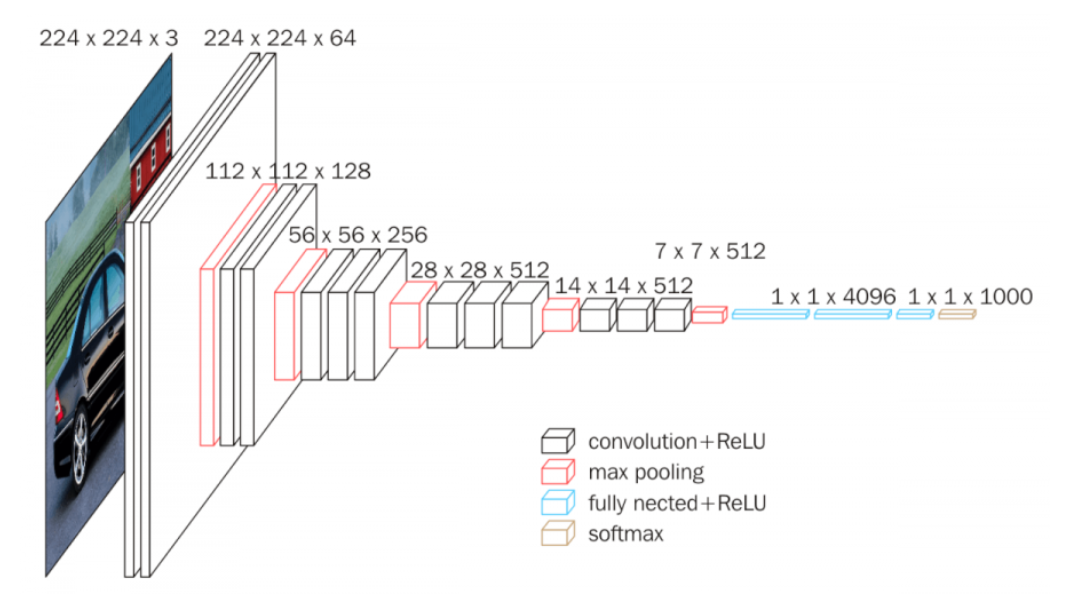 224 x 224 x 3
224 x 224 x 64
112 x 112 x 128
56 x 56 x 256
28 x 28 x 512
14 x 14 x 512
7 x 7 x 512
1 x 1 x 4096
1 x 1 x 1000
convolution+ReLU
max pooling
fully nected+ReLU
softmax